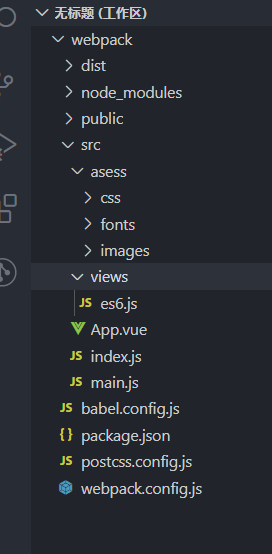 无标题 (工作区)
webpack
dist
node_modules
public
src
asess
css
fonts
images
views
JS es6.js
App.vue
JS index.js
JS main.js
JS babel.config.js
{ } package.json
JS postcss.config.js
webpack.config.js